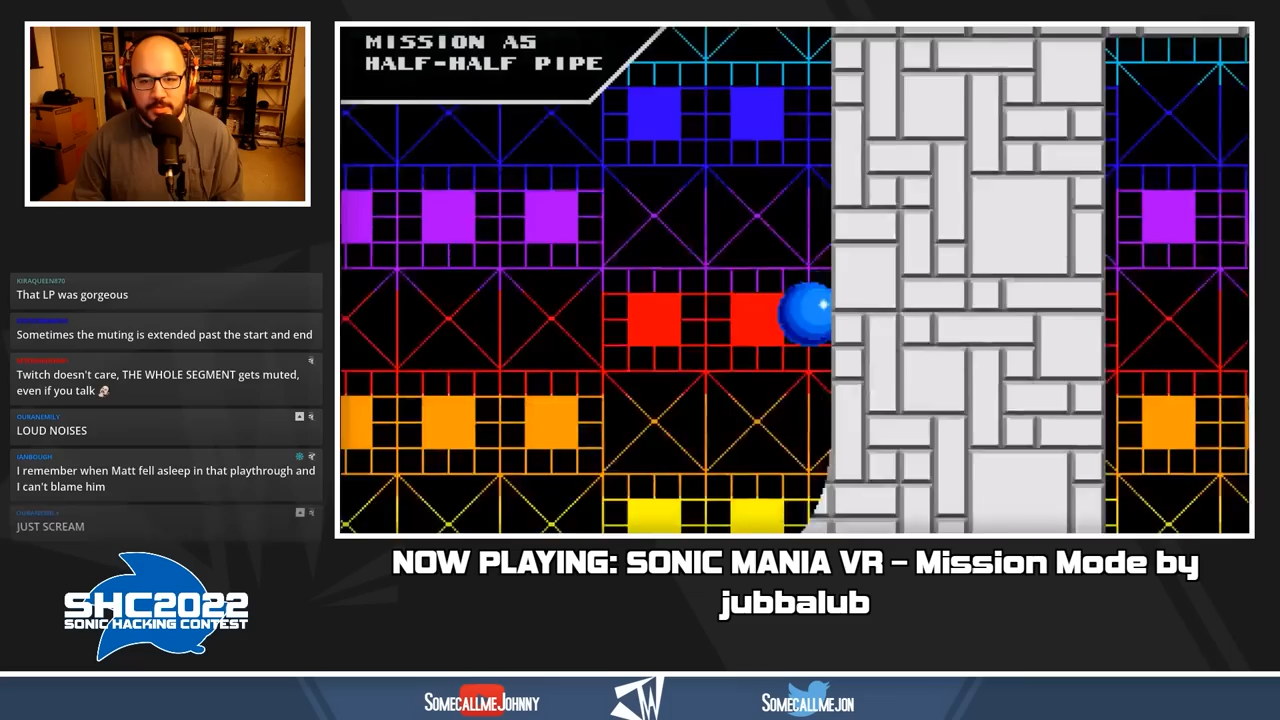 MISSION A5
HALF-HALF PIPE
KIRAQUEEN870
That LP was gorgeous
Sometimes the muting is extended past the start and end
Twitch doesn't care, THE WHOLE SEGMENT gets muted,
even if you talk
OURANEMILY
LOUD NOISES
IANBOUGH
I remember when Matt fell asleep in that playthrough and
I can't blame him
JUST SCREAM
NOW PLAYING: SONIC MANIA VR - Mission Mode by
jubbalub
SHC2022
SONIC HACKING CONTEST
SOMECALLMEJOHNNY
SOMECALLMEJON